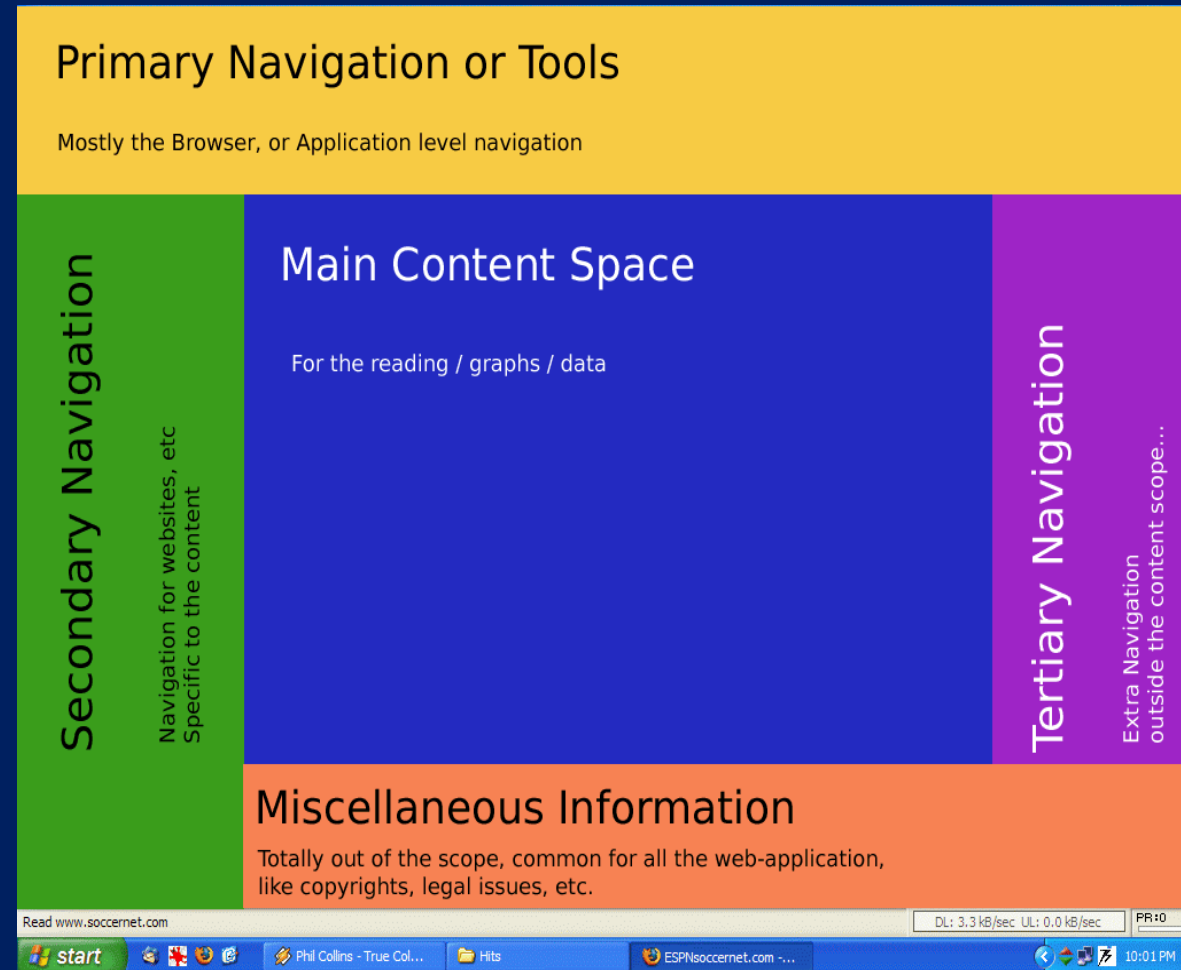 Primary Navigation or Tools
Mostly the Browser, or Application level navigation
Secondary Navigation
Navigation for websites, etc
Specific to the content
Main Content Space
For the reading / graphs / data
Tertiary Navigation
Extra Navigation
outside the content scope...
Miscellaneous Information
Totally out of the scope, common for all the web-application,
like copyrights, legal issues, etc.
Read www.soccernet.com
DL: 3.3 kB/sec UL: 0.0 kB/sec
PR:0
start
Phil Collins - True Col...
Hits
ESPNsoccernet.com -...
10:01 PM